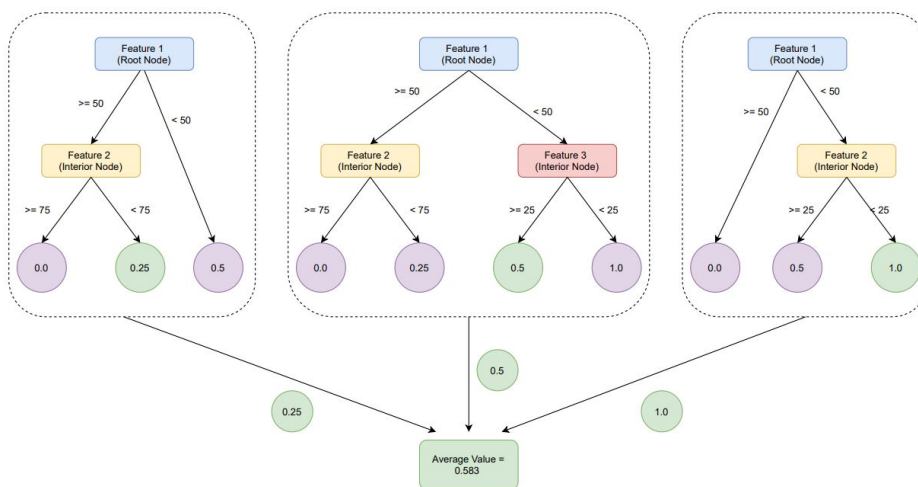 Feature 1
(Root Node)
>= 50
< 50
Feature 2
(Interior Node)
>= 75
< 75
0.0
0.25
0.5
Feature 1
(Root Node)
>= 50
< 50
Feature 2
(Interior Node)
Feature 3
(Interior Node)
>= 75
< 75
>= 25
< 25
0.0
0.25
0.5
1.0
Feature 1
(Root Node)
>= 50
< 50
Feature 2
(Interior Node)
>= 25
< 25
0.0
0.5
1.0
0.25
0.5
1.0
Average Value =
0.583